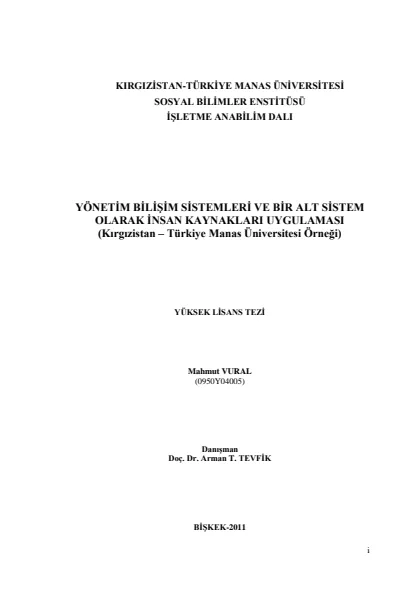 KIRGIZİSTAN-TÜRKİYE MANAS ÜNİVERSİTESİ
SOSYAL BİLİMLER ENSTİTÜSÜ
İŞLETME ANABİLİM DALI
YÖNETİM BİLİŞİM SİSTEMLERİ VE BİR ALT SİSTEM
OLARAK İNSAN KAYNAKLARI UYGULAMASI
(Kırgızistan – Türkiye Manas Üniversitesi Örneği)
YÜKSEK LİSANS TEZİ
Mahmut VURAL
(0950Y04005)
Danışman
Doç. Dr. Arman T. TEVFİK
BİŞKEK-2011
i